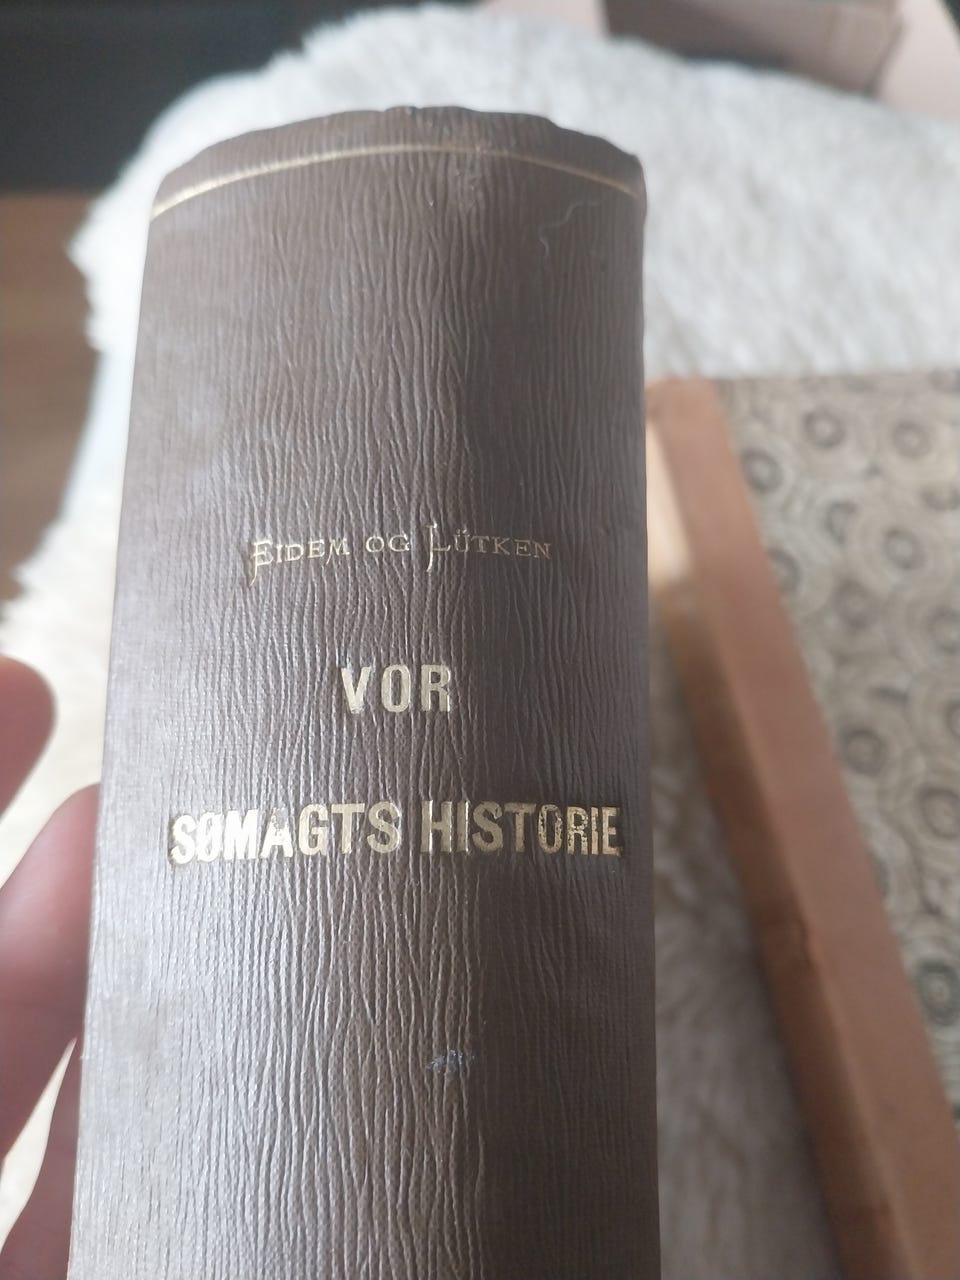 EIDEM OG LÜTKEN
VOR
SØMAGTS HISTORIE